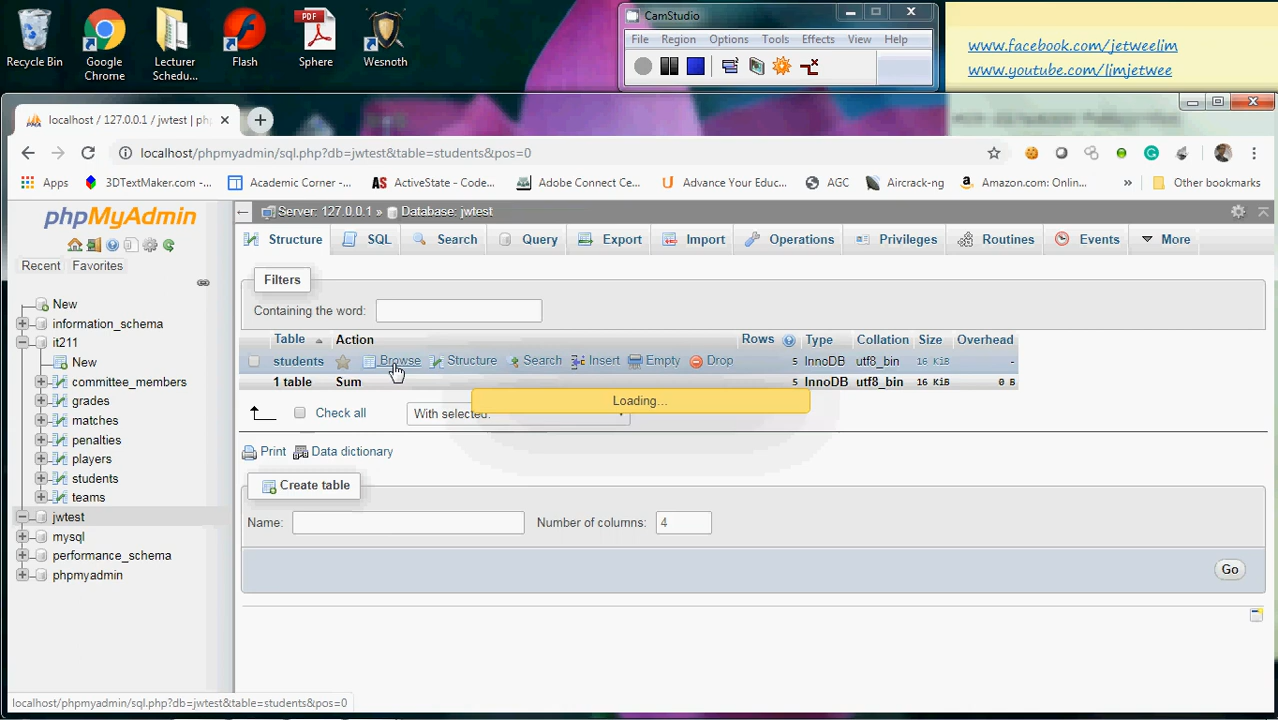 CamStudio
File Region Options Tools Effects View Help
www.facebook.com/jetweelim
www.youtube.com/limjetwee
PDF
Recycle Bin
Google Chrome
Lecturer Schedu...
Flash
Sphere
Wesnoth
localhost / 127.0.0.1 / jwtest | ph
localhost/phpmyadmin/sql.php?db=jwtest&table=students&pos=0
Apps 3DTextMaker.com -... Academic Corner -... ActiveState - Code... Adobe Connect Ce... Advance Your Educ... AGC Aircrack-ng Amazon.com: Onlin... » Other bookmarks
phpMyAdmin
Recent Favorites
New
information_schema
it211
New
committee_members
grades
matches
penalties
players
students
teams
jwtest
mysql
performance_schema
phpmyadmin
Server: 127.0.0.1 » Database: jwtest
Structure SQL Search Query Export Import Operations Privileges Routines Events More
Filters
Containing the word:
Table Action Rows Type Collation Size Overhead
students Browse Structure Search Insert Empty Drop 5 InnoDB utf8_bin 16 KiB -
1 table Sum 5 InnoDB utf8_bin 16 KiB 0 B
Loading...
Check all With selected:
Print Data dictionary
Create table
Name: Number of columns: 4
Go
localhost/phpmyadmin/sql.php?db=jwtest&table=students&pos=0